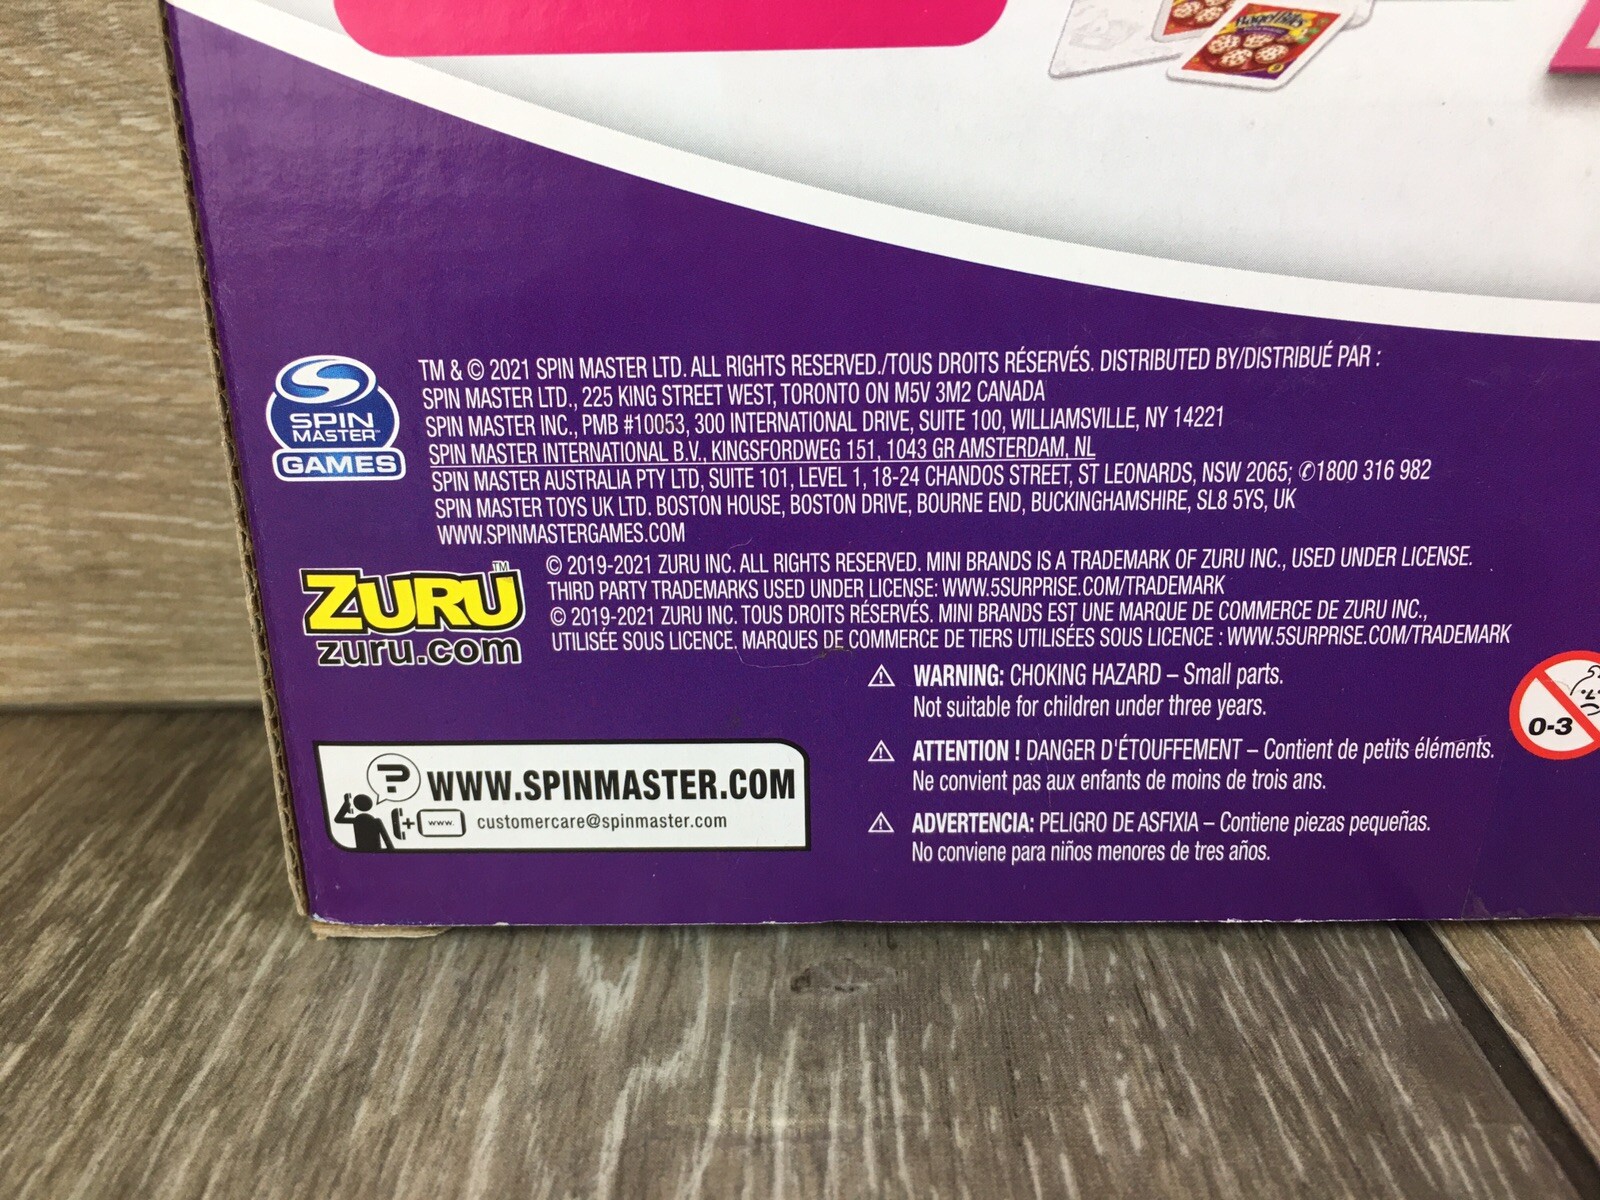 Bagel Bites
SPIN
MASTER™
GAMES
TM & © 2021 SPIN MASTER LTD. ALL RIGHTS RESERVED./TOUS DROITS RÉSERVÉS. DISTRIBUTED BY/DISTRIBUÉ PAR :
SPIN MASTER LTD., 225 KING STREET WEST, TORONTO ON M5V 3M2 CANADA
SPIN MASTER INC., PMB #10053, 300 INTERNATIONAL DRIVE, SUITE 100, WILLIAMSVILLE, NY 14221
SPIN MASTER INTERNATIONAL B.V., KINGSFORDWEG 151, 1043 GR AMSTERDAM, NL
SPIN MASTER AUSTRALIA PTY LTD, SUITE 101, LEVEL 1, 18-24 CHANDOS STREET, ST LEONARDS, NSW 2065; ✆1800 316 982
SPIN MASTER TOYS UK LTD. BOSTON HOUSE, BOSTON DRIVE, BOURNE END, BUCKINGHAMSHIRE, SL8 5YS, UK
WWW.SPINMASTERGAMES.COM
ZURU™
zuru.com
© 2019-2021 ZURU INC. ALL RIGHTS RESERVED. MINI BRANDS IS A TRADEMARK OF ZURU INC., USED UNDER LICENSE.
THIRD PARTY TRADEMARKS USED UNDER LICENSE: WWW.5SURPRISE.COM/TRADEMARK
© 2019-2021 ZURU INC. TOUS DROITS RÉSERVÉS. MINI BRANDS EST UNE MARQUE DE COMMERCE DE ZURU INC.,
UTILISÉE SOUS LICENCE. MARQUES DE COMMERCE DE TIERS UTILISÉES SOUS LICENCE : WWW.5SURPRISE.COM/TRADEMARK
⚠ WARNING: CHOKING HAZARD – Small parts.
Not suitable for children under three years.
0-3
⚠ ATTENTION ! DANGER D'ÉTOUFFEMENT – Contient de petits éléments.
Ne convient pas aux enfants de moins de trois ans.
⚠ ADVERTENCIA: PELIGRO DE ASFIXIA – Contiene piezas pequeñas.
No conviene para niños menores de tres años.
? WWW.SPINMASTER.COM
+ www. customercare@spinmaster.com